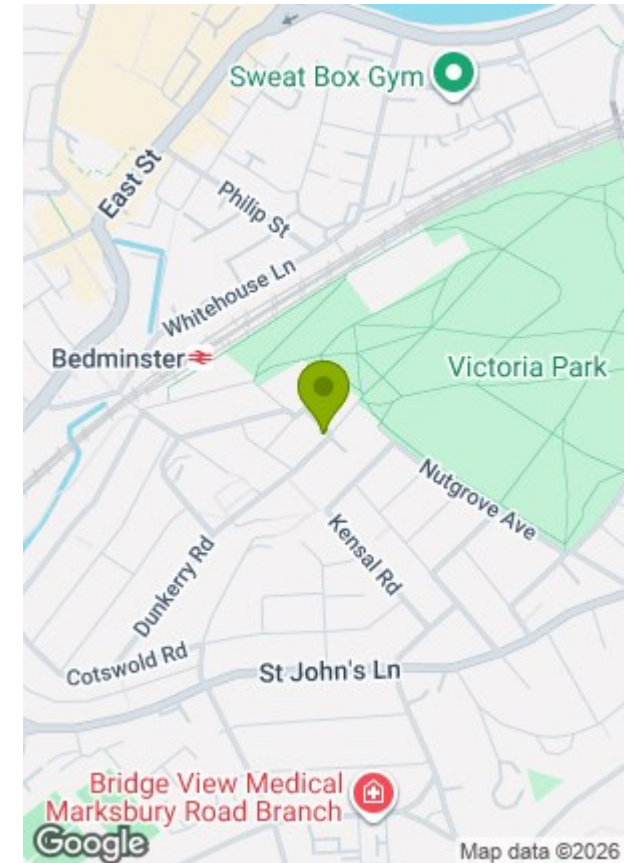 Sweat Box Gym
East St
Philip St
Whitehouse Ln
Bedminster
Victoria Park
Nutgrove Ave
Kensal Rd
Dunkerry Rd
Cotswold Rd
St John's Ln
Bridge View Medical
Marksbury Road Branch
Google
Map data ©2026